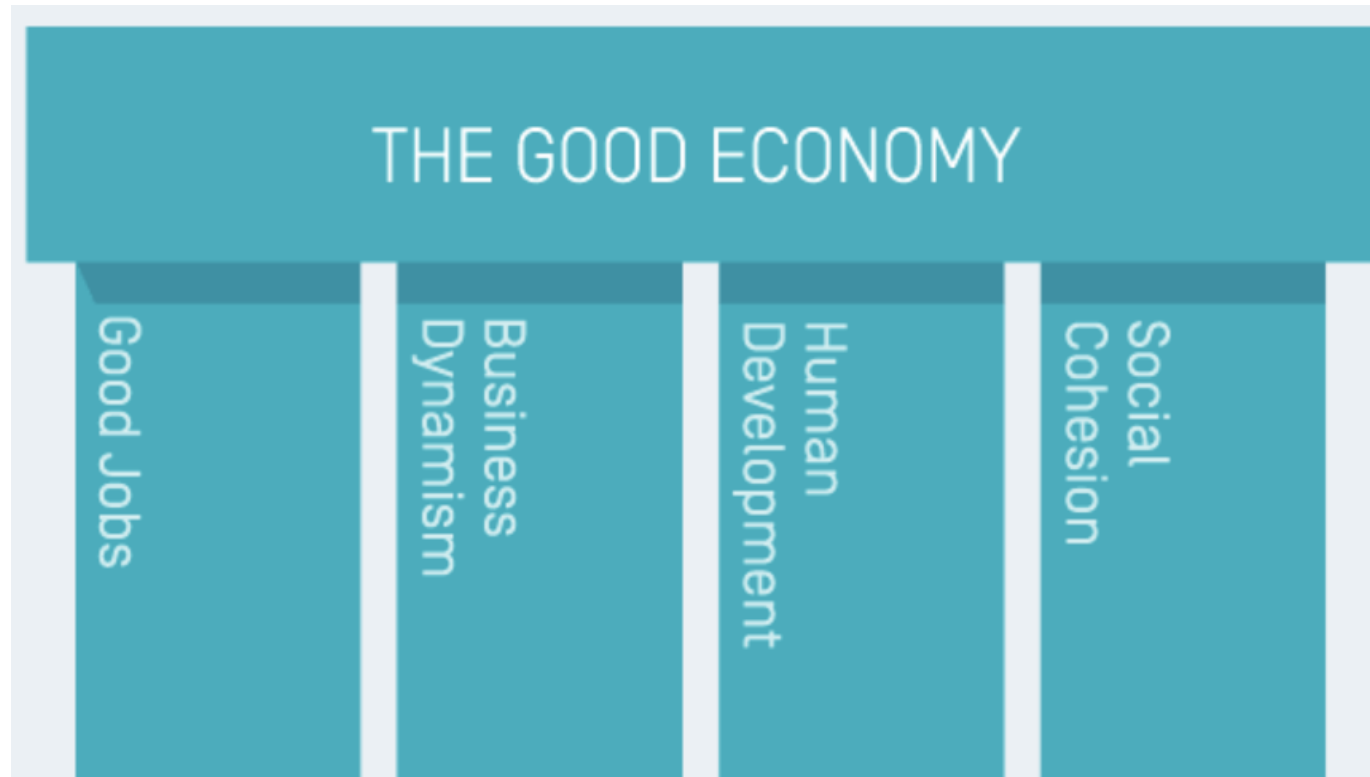 THE GOOD ECONOMY
Good Jobs
Business
Dynamism
Human
Development
Social
Cohesion